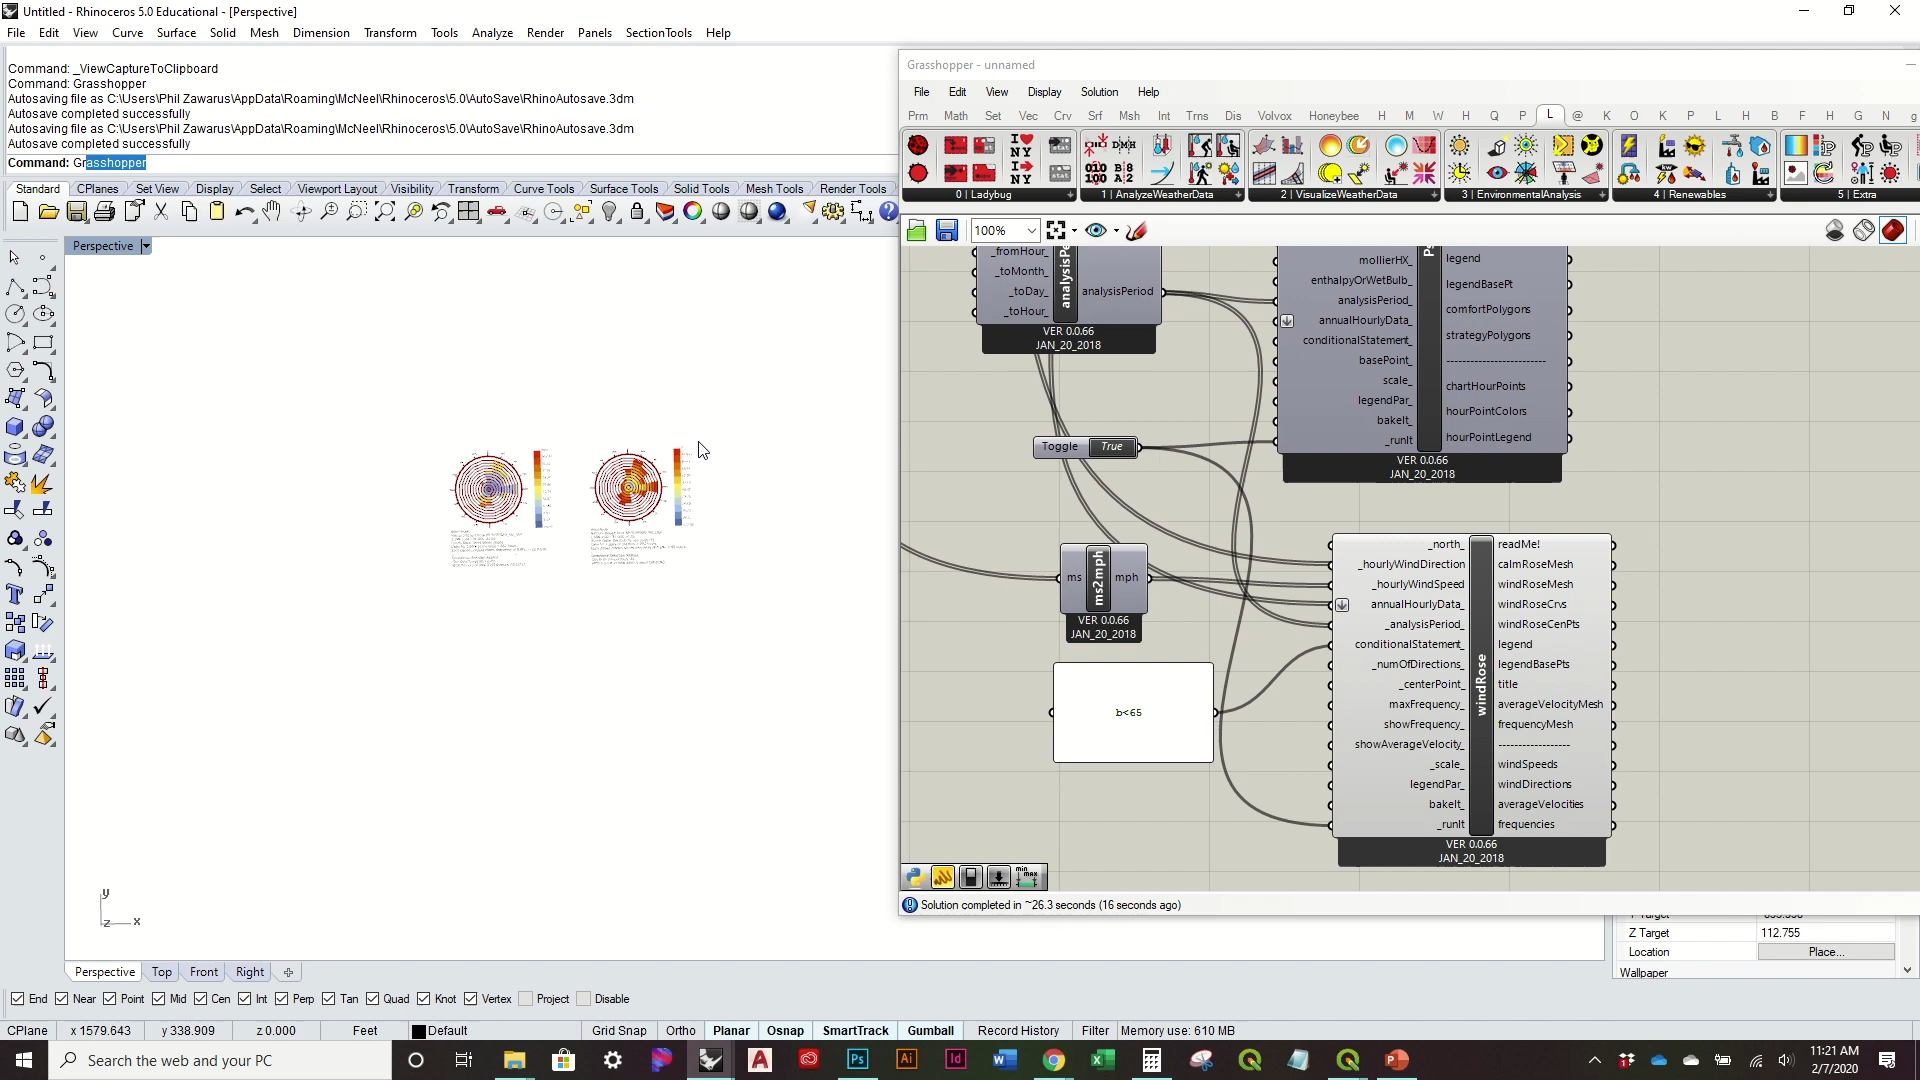 Untitled - Rhinoceros 5.0 Educational - [Perspective]
File Edit View Curve Surface Solid Mesh Dimension Transform Tools Analyze Render Panels SectionTools Help
Command: _ViewCaptureToClipboard
Command: Grasshopper
Autosaving file as C:\Users\Phil Zawarus\AppData\Roaming\McNeel\Rhinoceros\5.0\AutoSave\RhinoAutosave.3dm
Autosave completed successfully
Autosaving file as C:\Users\Phil Zawarus\AppData\Roaming\McNeel\Rhinoceros\5.0\AutoSave\RhinoAutosave.3dm
Autosave completed successfully
Command: Grasshopper
Standard CPlanes Set View Display Select Viewport Layout Visibility Transform Curve Tools Surface Tools Solid Tools Mesh Tools Render Tools
Perspective
Grasshopper - unnamed
File Edit View Display Solution Help
Prm Math Set Vec Crv Srf Msh Int Trns Dis Volvox Honeybee H M W H Q P L @ K O K P L H B F H G N g
0 | Ladybug 1 | AnalyzeWeatherData 2 | VisualizeWeatherData 3 | EnvironmentalAnalysis 4 | Renewables 5 | Extra
100%
_fromHour_
_toMonth_
_toDay_
_toHour_
analysisPe
analysisPeriod
VER 0.0.66
JAN_20_2018
mollierHX_
enthalpyOrWetBulb_
analysisPeriod_
annualHourlyData_
conditionalStatement_
basePoint_
scale_
legendPar_
bakeIt_
_runIt
legend
legendBasePt
comfortPolygons
strategyPolygons
-------------------------
chartHourPoints
hourPointColors
hourPointLegend
VER 0.0.66
JAN_20_2018
Toggle True
ms ms2mph mph
VER 0.0.66
JAN_20_2018
b<65
_north_
_hourlyWindDirection
_hourlyWindSpeed
annualHourlyData_
_analysisPeriod_
conditionalStatement_
_numOfDirections_
_centerPoint_
maxFrequency_
showFrequency_
showAverageVelocity_
_scale_
legendPar_
bakeIt_
_runIt
windRose
readMe!
calmRoseMesh
windRoseMesh
windRoseCrvs
windRoseCenPts
legend
legendBasePts
title
averageVelocityMesh
frequencyMesh
------------------
windSpeeds
windDirections
averageVelocities
frequencies
VER 0.0.66
JAN_20_2018
Solution completed in ~26.3 seconds (16 seconds ago)
Z Target 112.755
Location Place...
Wallpaper
y
z x
Perspective Top Front Right
End Near Point Mid Cen Int Perp Tan Quad Knot Vertex Project Disable
CPlane x 1579.643 y 338.909 z 0.000 Feet Default Grid Snap Ortho Planar Osnap SmartTrack Gumball Record History Filter Memory use: 610 MB
Search the web and your PC
11:21 AM
2/7/2020